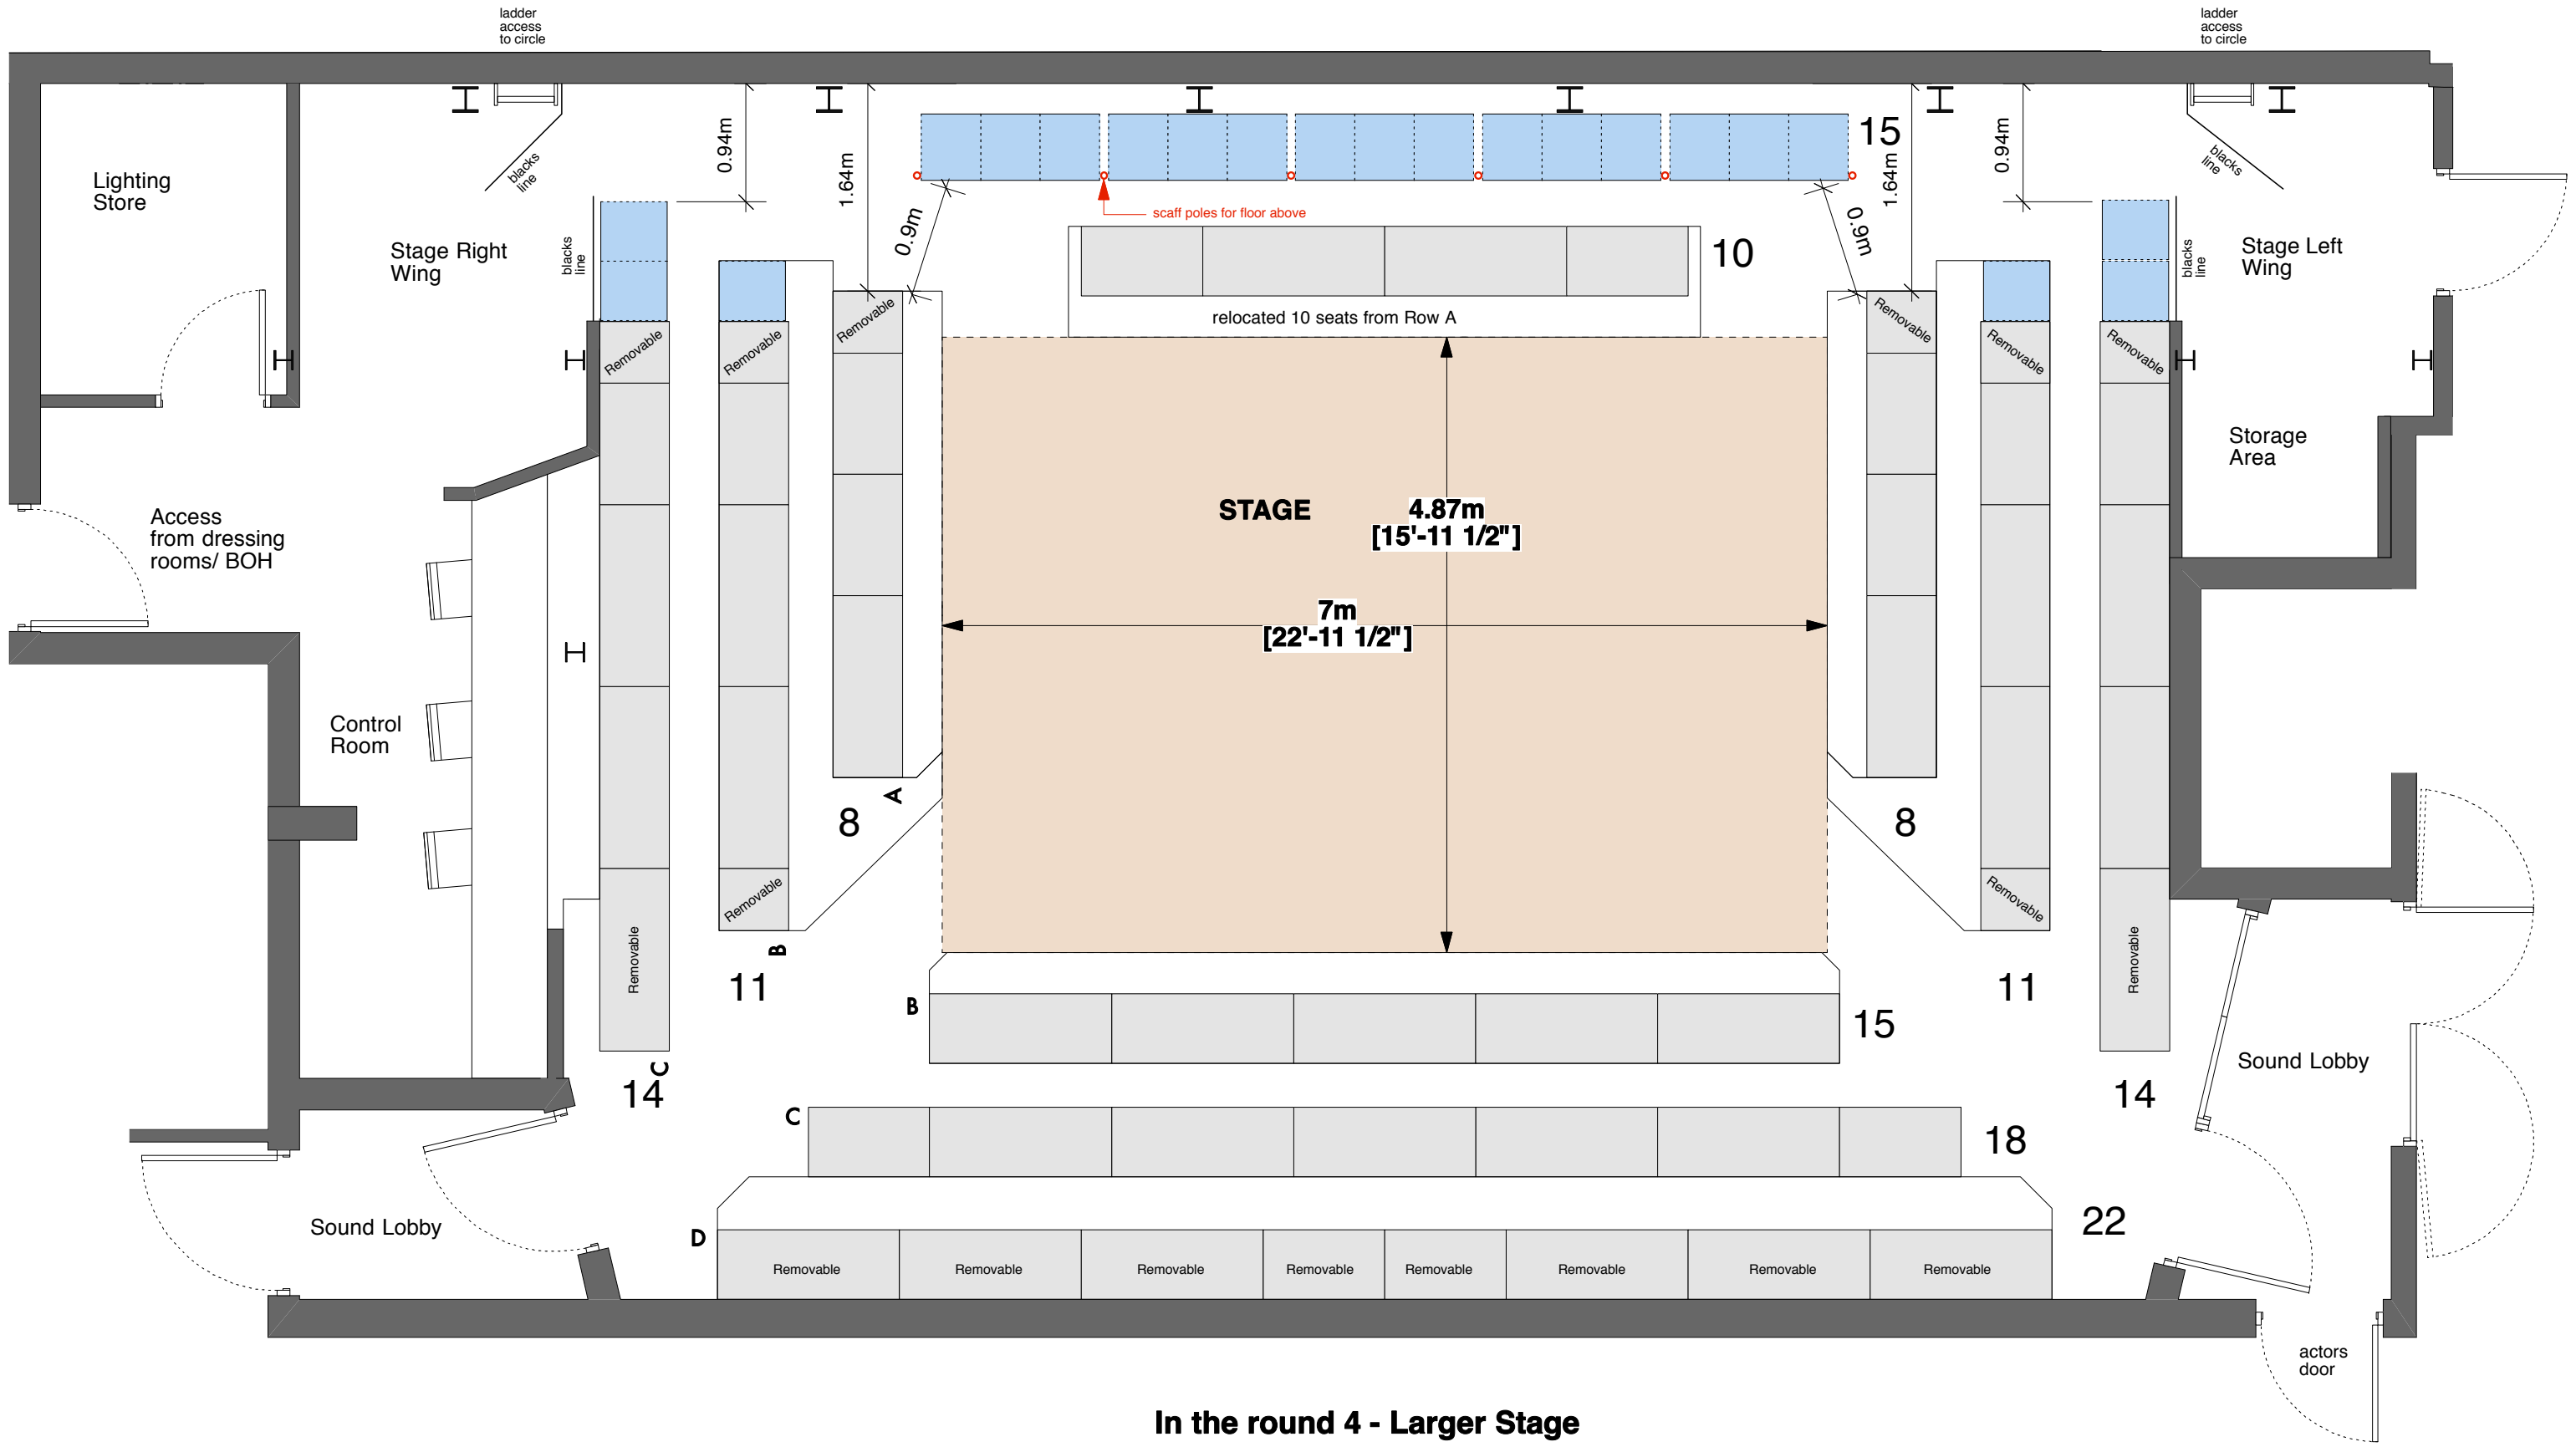 ladder
access
to circle
ladder
access
to circle
0.94m
1.64m
15
1.64m
0.94m
blacks
line
blacks
line
Lighting
Store
scaff poles for floor above
0.9m
0.9m
Stage Right
Wing
blacks
line
10
blacks
line
Stage Left
Wing
relocated 10 seats from Row A
Removable
Removable
Removable
Removable
Removable
Removable
Storage
Area
Access
from dressing
rooms/ BOH
STAGE
4.87m
[15'-11 1/2"]
7m
[22'-11 1/2"]
Control
Room
A
8
8
Removable
Removable
B
Removable
Removable
11
11
B
15
C
14
14
Sound Lobby
C
18
Sound Lobby
22
D
Removable
Removable
Removable
Removable
Removable
Removable
Removable
Removable
actors
door
In the round 4 - Larger Stage